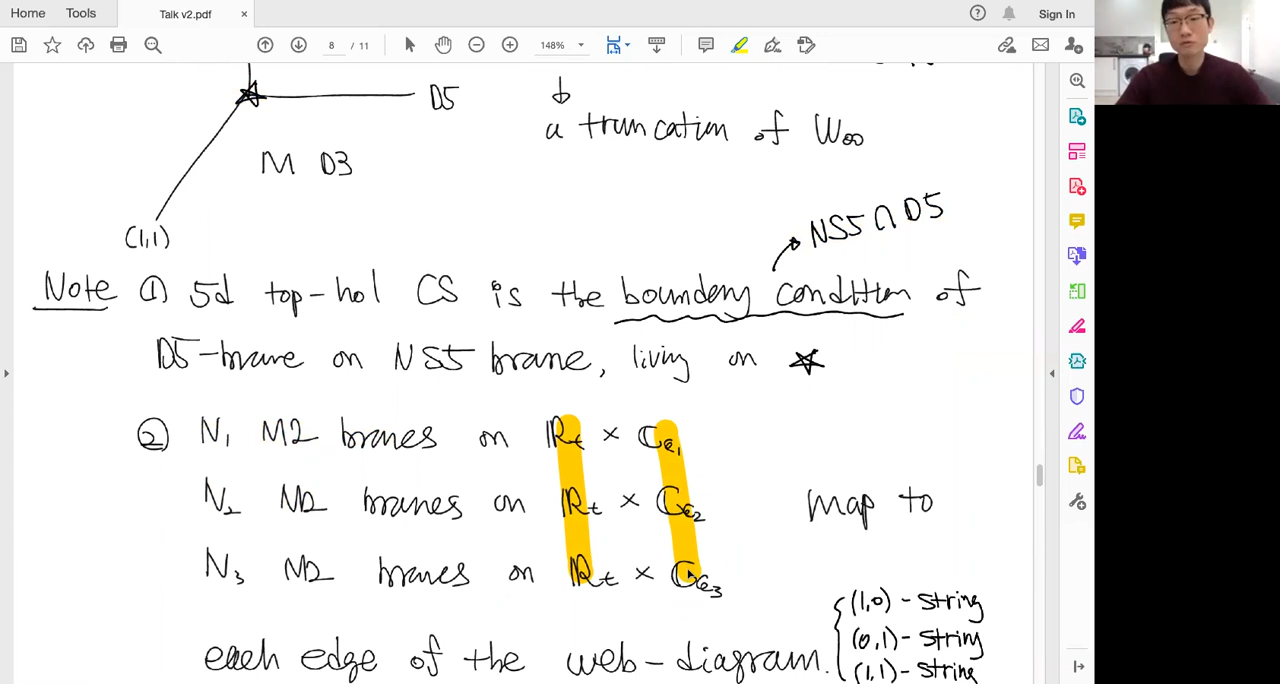 Home Tools Talk v2.pdf × Sign In
8 / 11 148%
D5
a truncation of W∞
M D3
(1,1)
NS5 ∩ D5
Note ① 5d top-hol CS is the boundary condition of
D5-brane on NS5 brane, living on ☆
② N₁ M2 branes on ℝₜ × ℂ_ε₁
N₂ M2 branes on ℝₜ × ℂ_ε₂ map to
N₃ M2 branes on ℝₜ × ℂ_ε₃
(1,0) - String
(0,1) - String
each edge of the web-diagram.
(1,1) - String